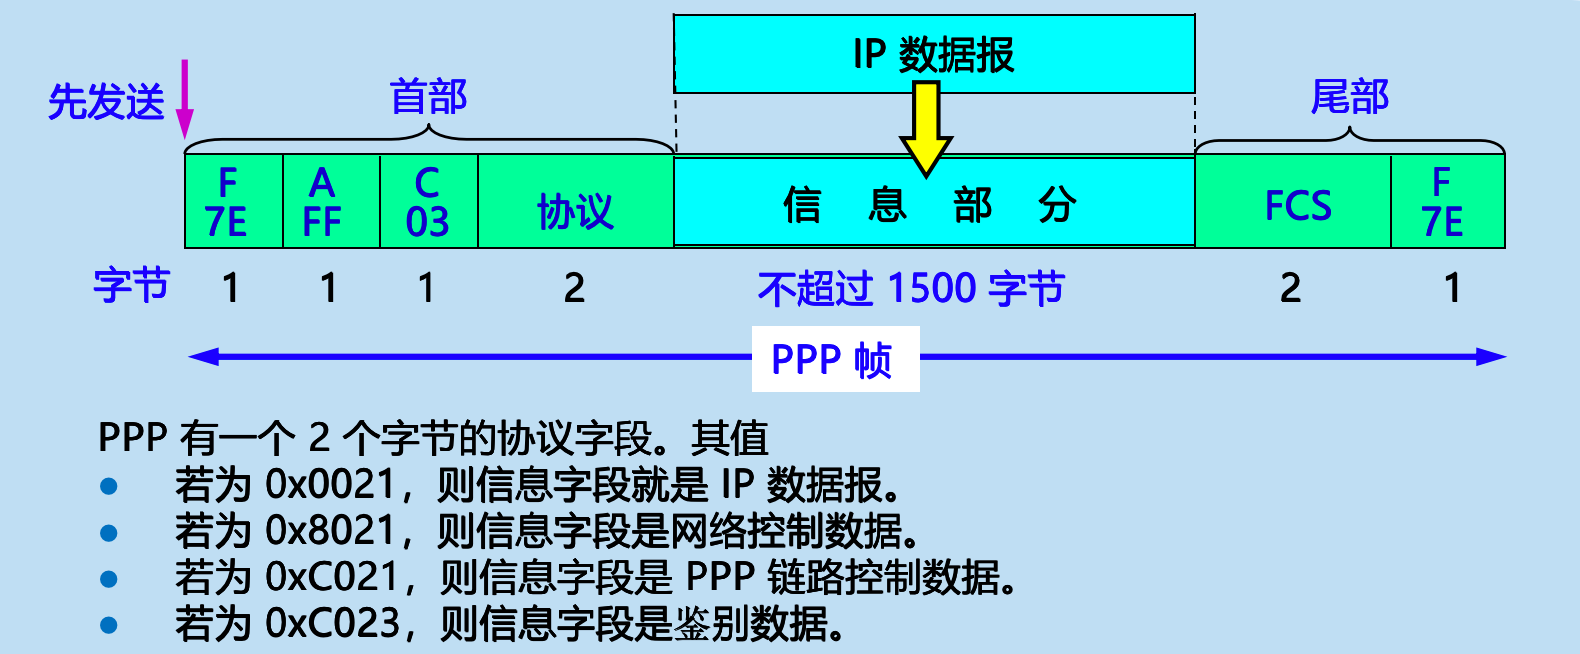 IP 数据报
先发送
首部
尾部
F 7E
A FF
C 03
协议
信 息 部 分
FCS
F 7E
字节 1 1 1 2 不超过 1500 字节 2 1
PPP 帧
PPP 有一个 2 个字节的协议字段。其值
● 若为 0x0021，则信息字段就是 IP 数据报。
● 若为 0x8021，则信息字段是网络控制数据。
● 若为 0xC021，则信息字段是 PPP 链路控制数据。
● 若为 0xC023，则信息字段是鉴别数据。